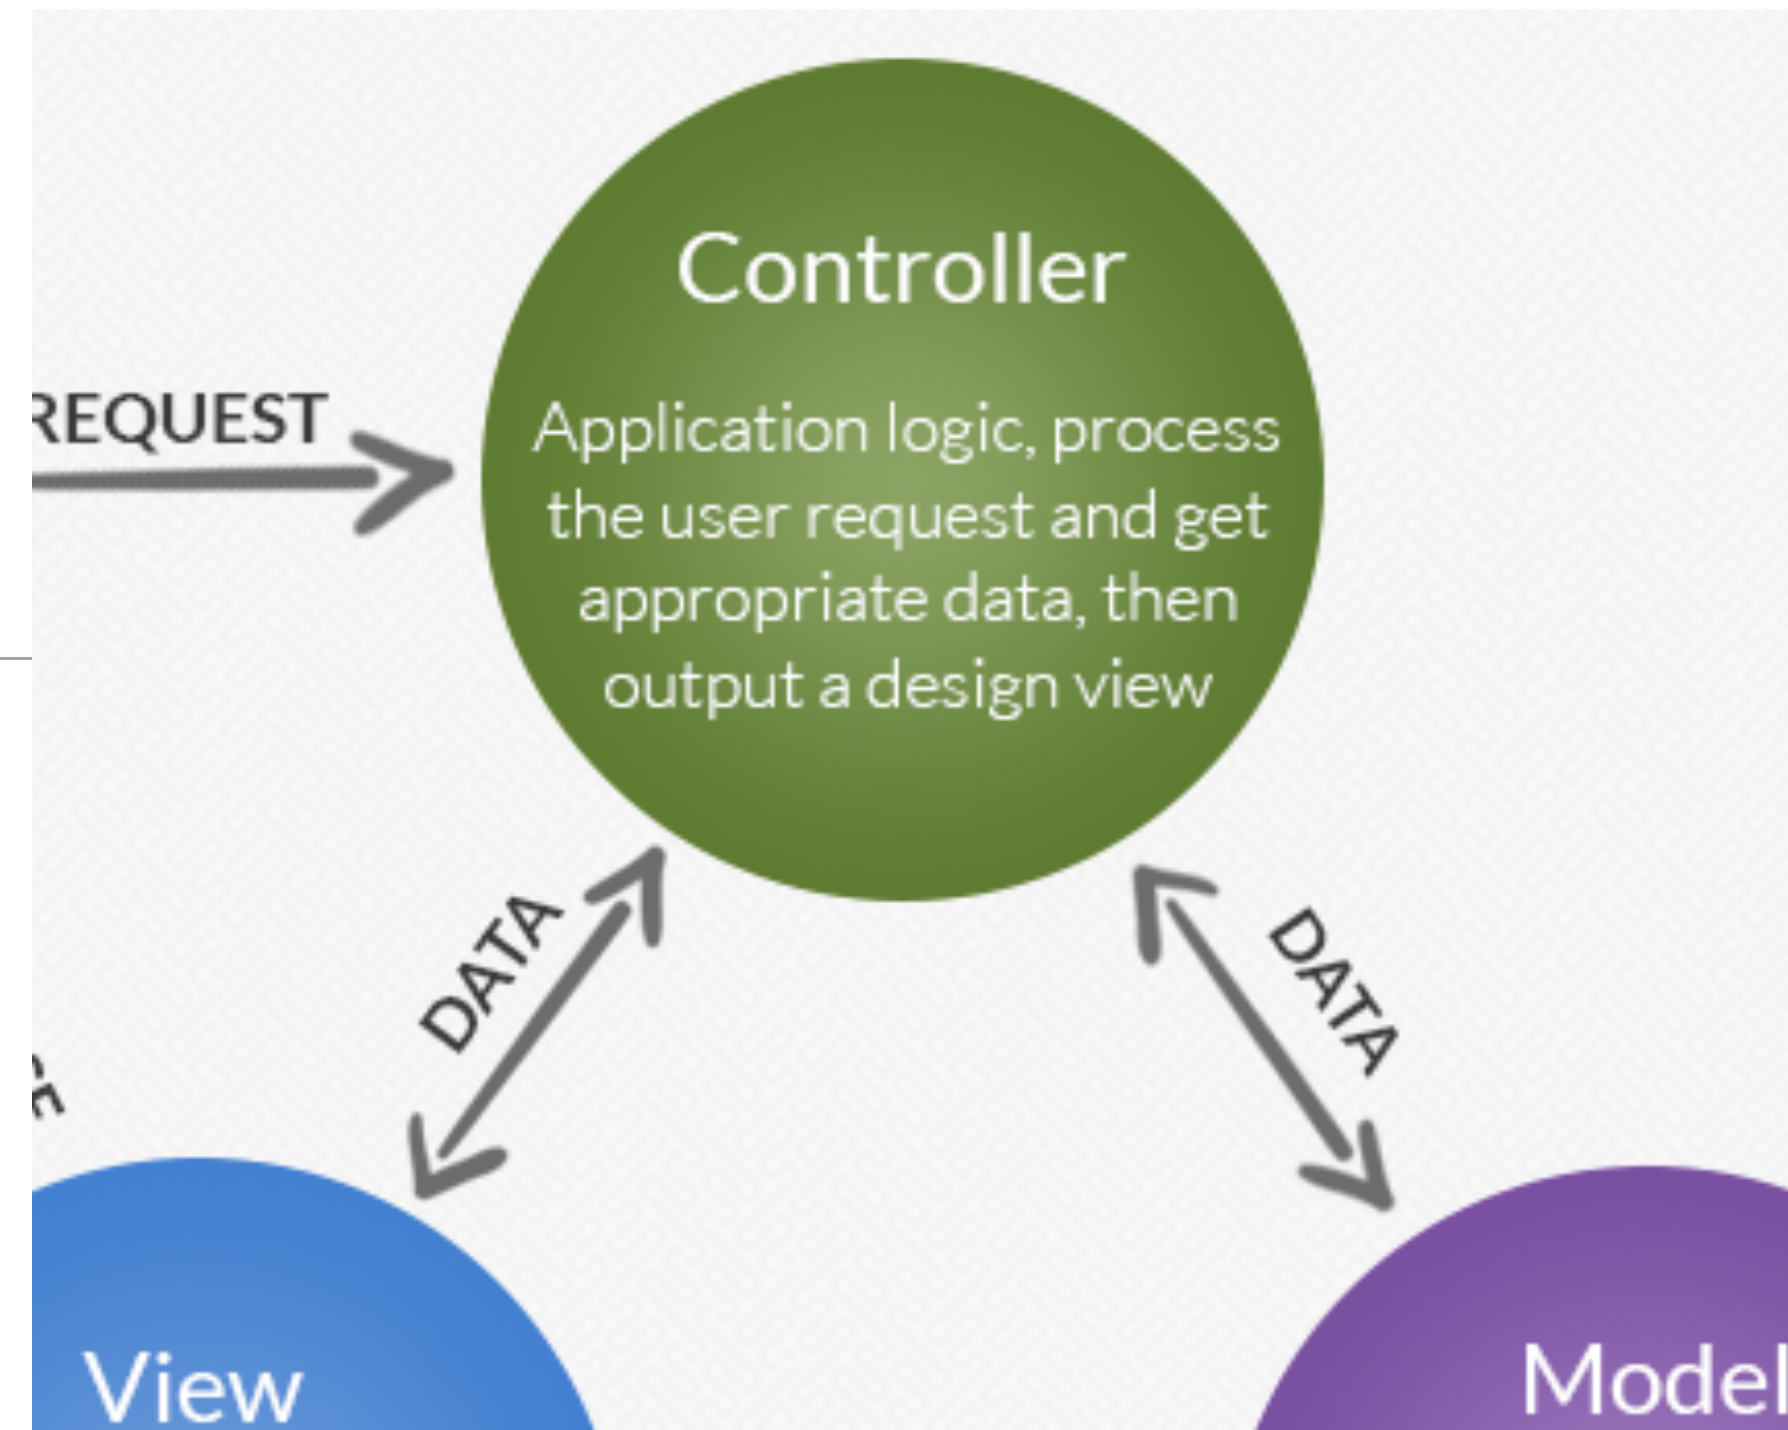 Controller
REQUEST
Application logic, process
the user request and get
appropriate data, then
output a design view
DATA
DATA
View
Model